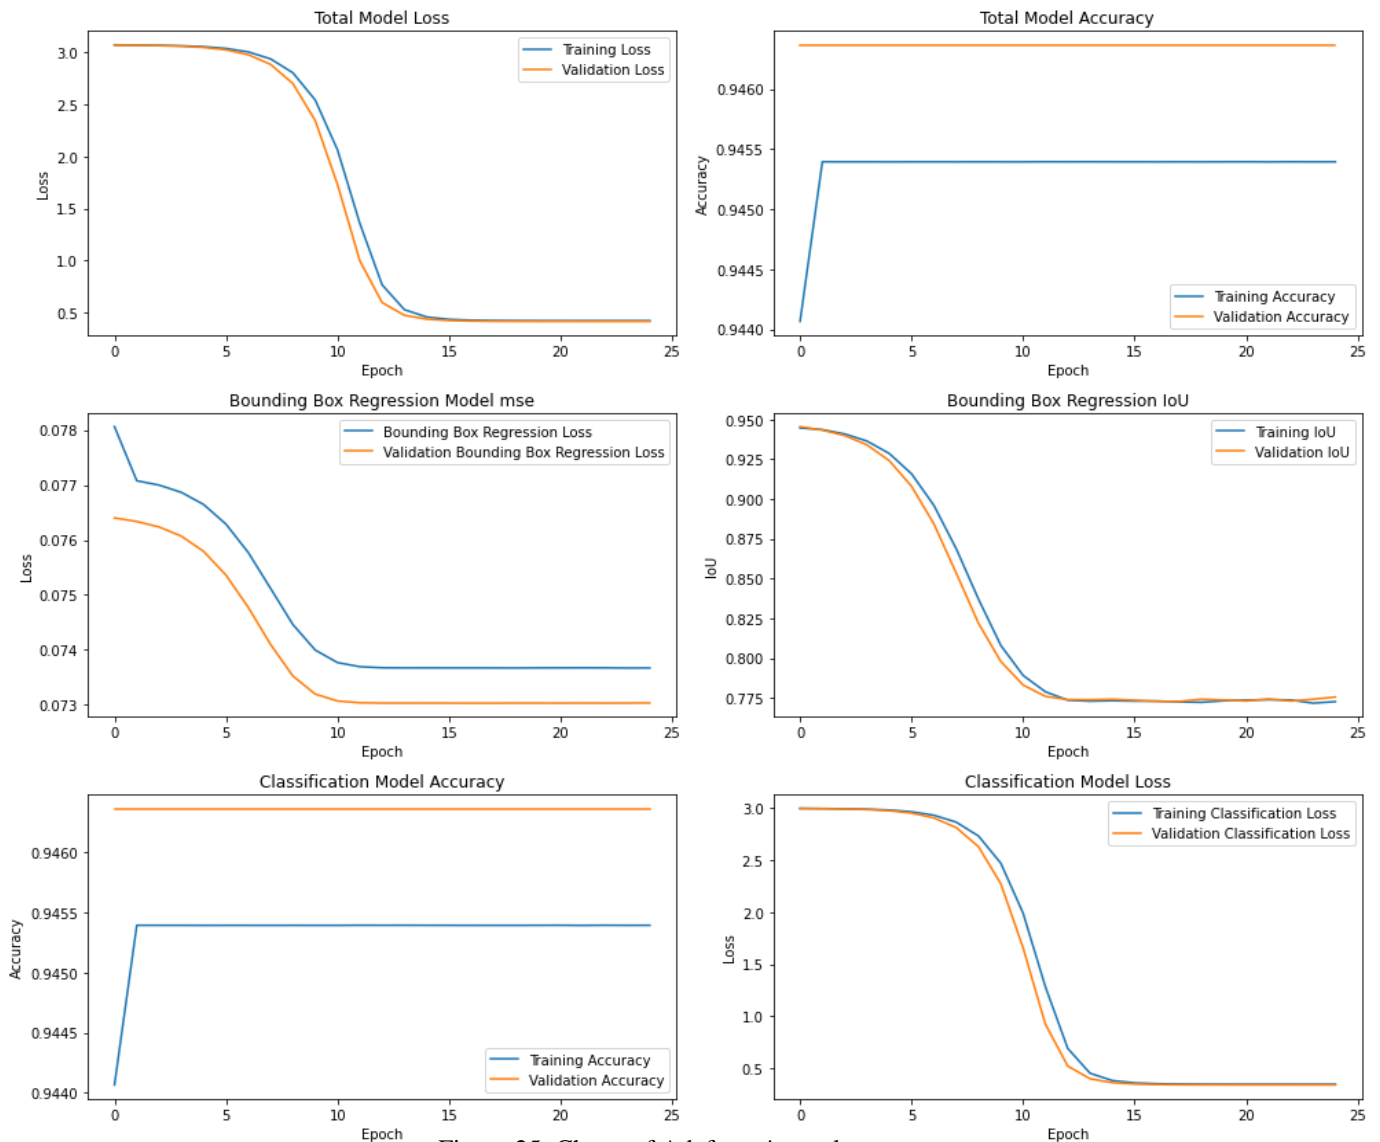 Total Model Loss
3.0
2.5
2.0
1.5
1.0
0.5
Loss
Training Loss
Validation Loss
0 5 10 15 20 25
Epoch
Total Model Accuracy
0.9460
0.9455
0.9450
0.9445
0.9440
Accuracy
Training Accuracy
Validation Accuracy
0 5 10 15 20 25
Epoch
Bounding Box Regression Model mse
0.078
0.077
0.076
0.075
0.074
0.073
Loss
Bounding Box Regression Loss
Validation Bounding Box Regression Loss
0 5 10 15 20 25
Epoch
Bounding Box Regression IoU
0.950
0.925
0.900
0.875
0.850
0.825
0.800
0.775
IoU
Training IoU
Validation IoU
0 5 10 15 20 25
Epoch
Classification Model Accuracy
0.9460
0.9455
0.9450
0.9445
0.9440
Accuracy
Training Accuracy
Validation Accuracy
0 5 10 15 20 25
Epoch
Classification Model Loss
3.0
2.5
2.0
1.5
1.0
0.5
Loss
Training Classification Loss
Validation Classification Loss
0 5 10 15 20 25
Epoch